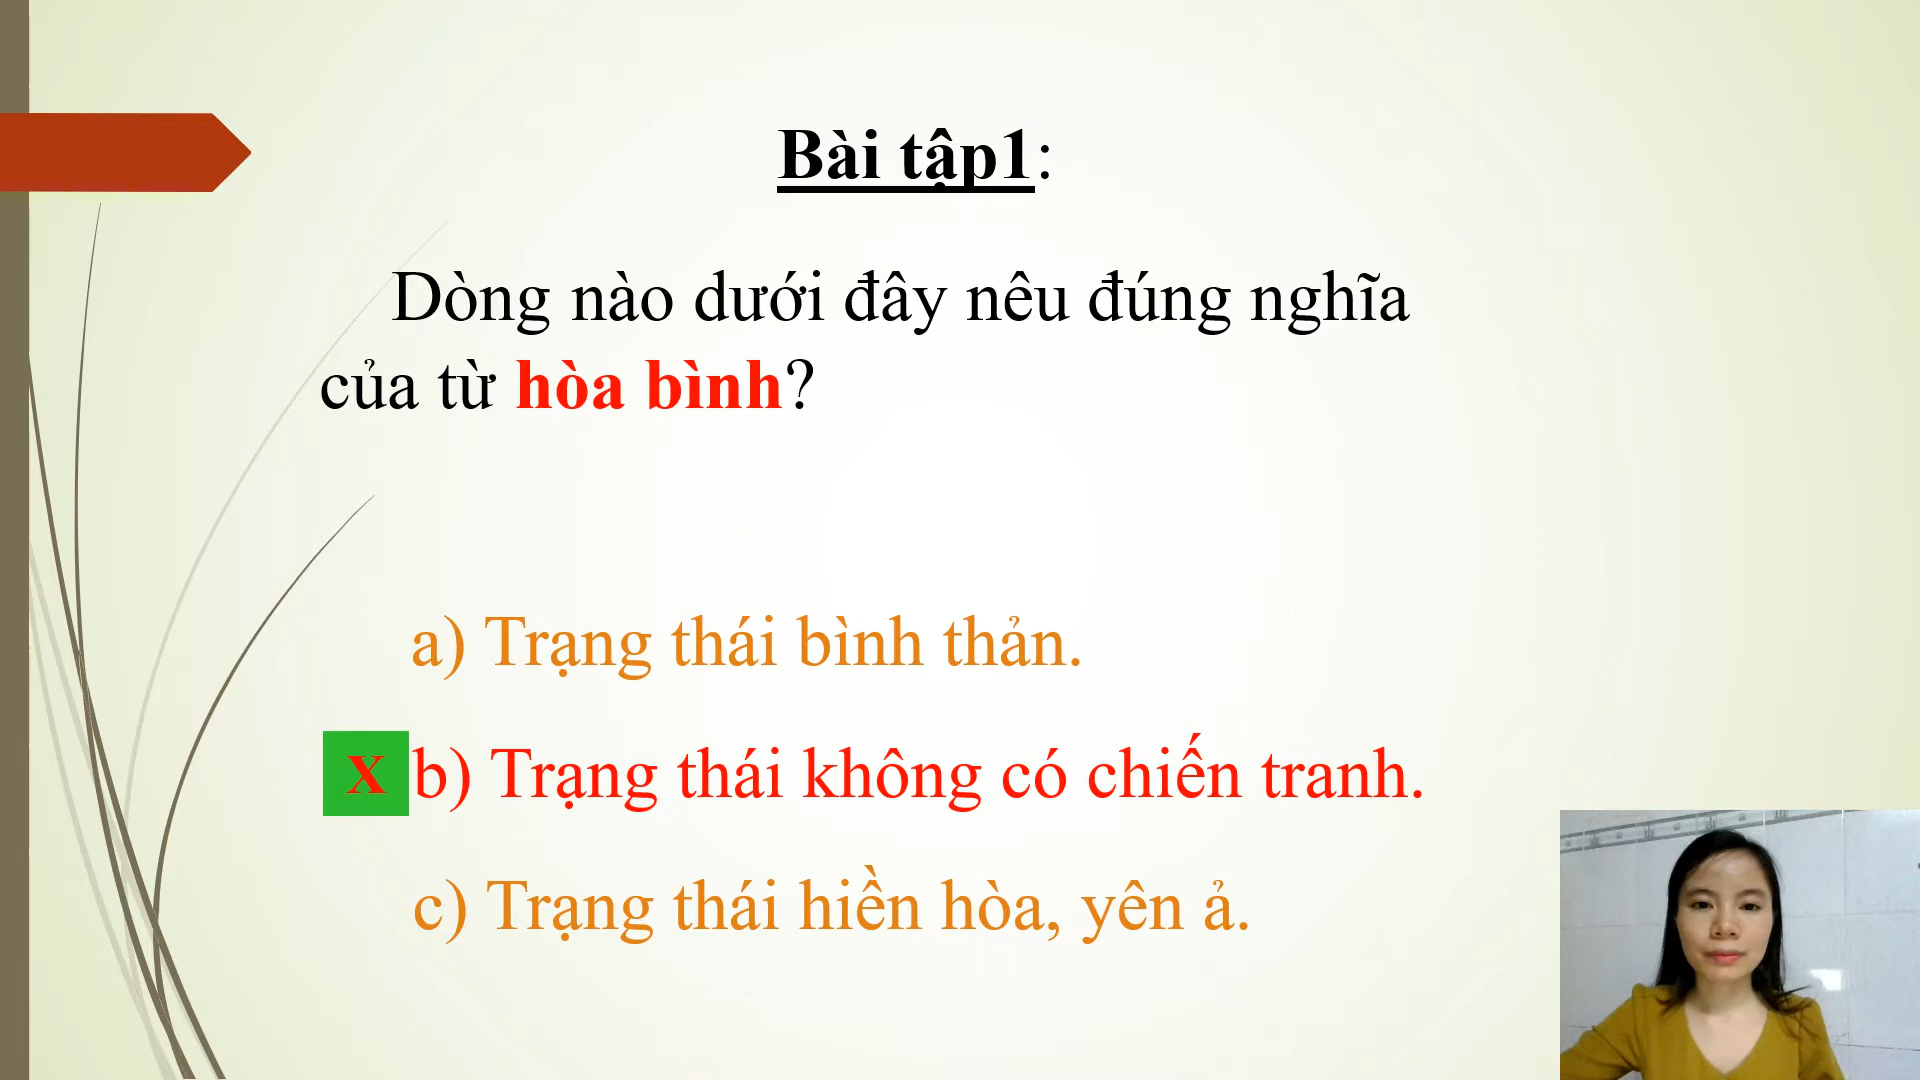 Bài tập1:
Dòng nào dưới đây nêu đúng nghĩa
của từ hòa bình?
a) Trạng thái bình thản.
X b) Trạng thái không có chiến tranh.
c) Trạng thái hiền hòa, yên ả.